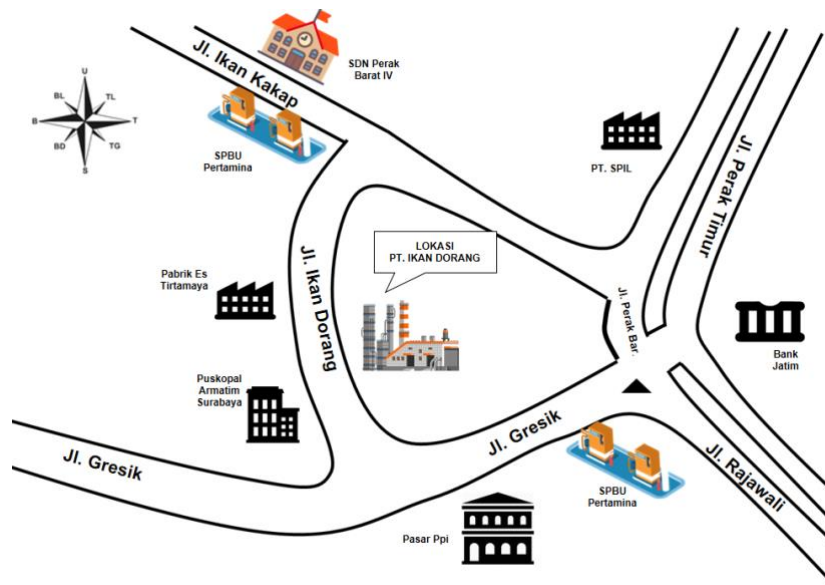 SDN Perak
Barat IV
Jl. Ikan Kakap
U
BL
TL
B
T
BD
TG
S
SPBU
Pertamina
PT. SPIL
Jl. Perak Timur
LOKASI
PT. IKAN DORANG
Jl. Ikan Dorang
Pabrik Es
Tirtamaya
Jl. Perak Bar.
Bank
Jatim
Puskopal
Armatim
Surabaya
Jl. Gresik
Jl. Gresik
Jl. Rajawali
SPBU
Pertamina
Pasar Ppi